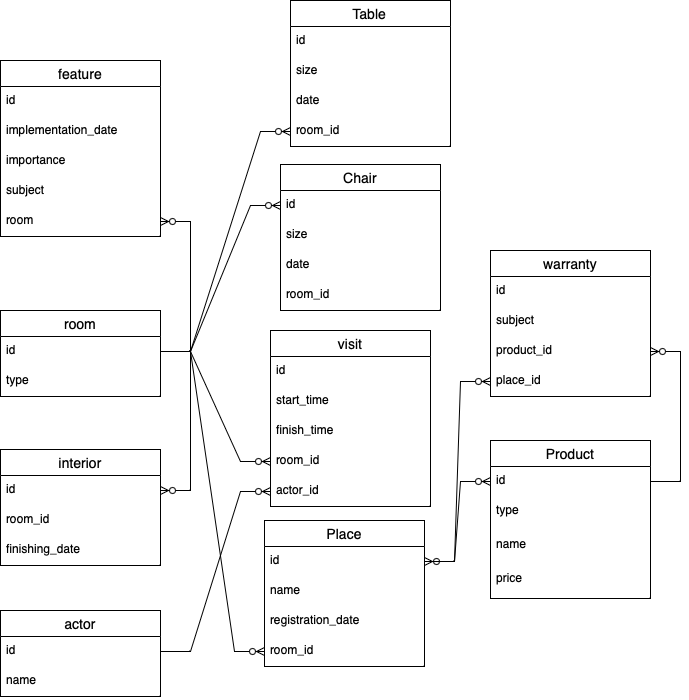 Table
id
size
date
room_id
feature
id
implementation_date
importance
subject
room
Chair
id
size
date
room_id
warranty
id
subject
product_id
place_id
room
id
type
visit
id
start_time
finish_time
room_id
actor_id
interior
id
room_id
finishing_date
Product
id
type
name
price
Place
id
name
registration_date
room_id
actor
id
name